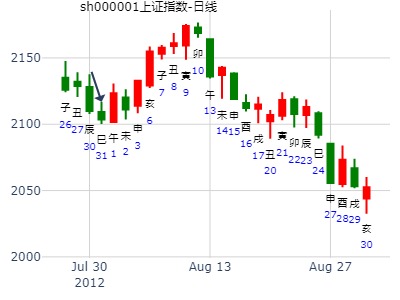 sh000001上证指数-日线
2150
2100
2050
2000
子
26
丑
27
辰
30
巳
31
午
1
未
2
申
3
亥
6
子
7
丑
8
寅
9
卯
10
午
13
未
14
申
15
酉
16
戌
17
丑
20
寅
21
卯
22
辰
23
巳
24
申
27
酉
28
戌
29
亥
30
Jul 30
2012
Aug 13
Aug 27